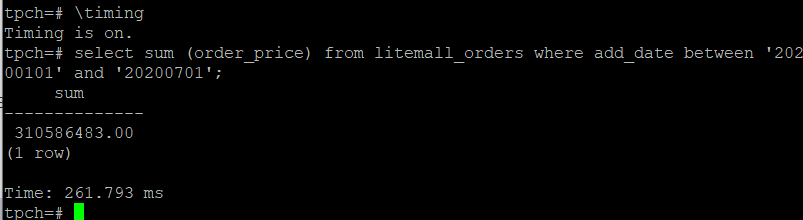 tpch=# \timing
Timing is on.
tpch=# select sum (order_price) from litemall_orders where add_date between '202
00101' and '20200701';
     sum
--------------
 310586483.00
(1 row)

Time: 261.793 ms
tpch=#